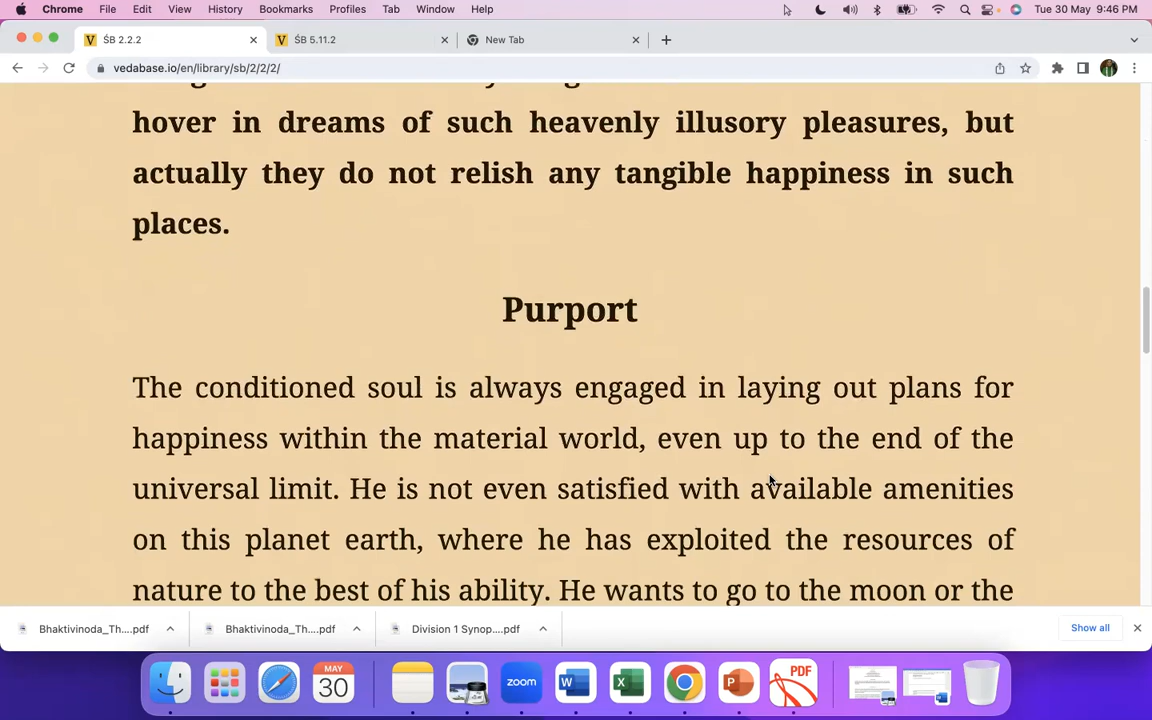 Chrome File Edit View History Bookmarks Profiles Tab Window Help Tue 30 May 9:46 PM
ŚB 2.2.2 ŚB 5.11.2 New Tab
vedabase.io/en/library/sb/2/2/2/
hover in dreams of such heavenly illusory pleasures, but
actually they do not relish any tangible happiness in such
places.
Purport
The conditioned soul is always engaged in laying out plans for
happiness within the material world, even up to the end of the
universal limit. He is not even satisfied with available amenities
on this planet earth, where he has exploited the resources of
nature to the best of his ability. He wants to go to the moon or the
Bhaktivinoda_Th....pdf Bhaktivinoda_Th....pdf Division 1 Synop....pdf Show all
MAY
30
zoom
W
X
P
PDF